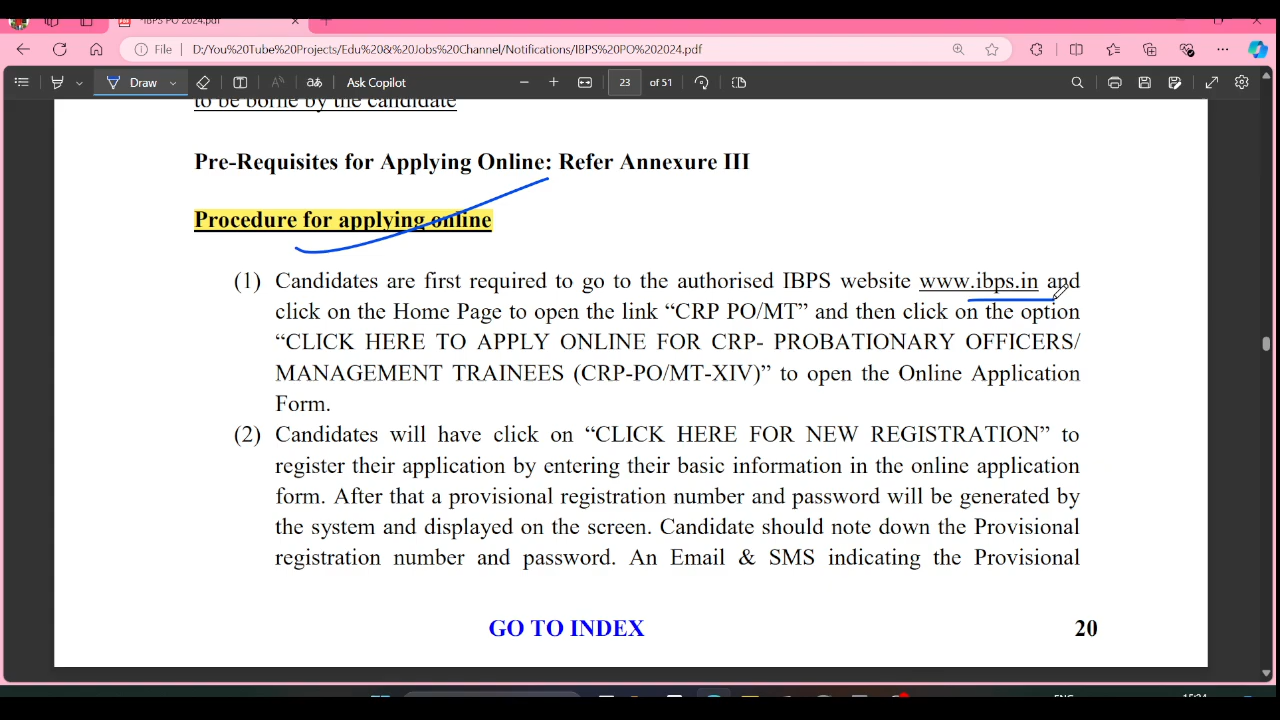 *IBPS PO 2024.pdf
File
D:/You%20Tube%20Projects/Edu%20&%20Jobs%20Channel/Notifications/IBPS%20PO%202024.pdf
Draw
Ask Copilot
23 of 51
to be borne by the candidate
Pre-Requisites for Applying Online: Refer Annexure III
Procedure for applying online
(1) Candidates are first required to go to the authorised IBPS website www.ibps.in and
click on the Home Page to open the link “CRP PO/MT” and then click on the option
“CLICK HERE TO APPLY ONLINE FOR CRP- PROBATIONARY OFFICERS/
MANAGEMENT TRAINEES (CRP-PO/MT-XIV)” to open the Online Application
Form.
(2) Candidates will have click on “CLICK HERE FOR NEW REGISTRATION” to
register their application by entering their basic information in the online application
form. After that a provisional registration number and password will be generated by
the system and displayed on the screen. Candidate should note down the Provisional
registration number and password. An Email & SMS indicating the Provisional
GO TO INDEX
20